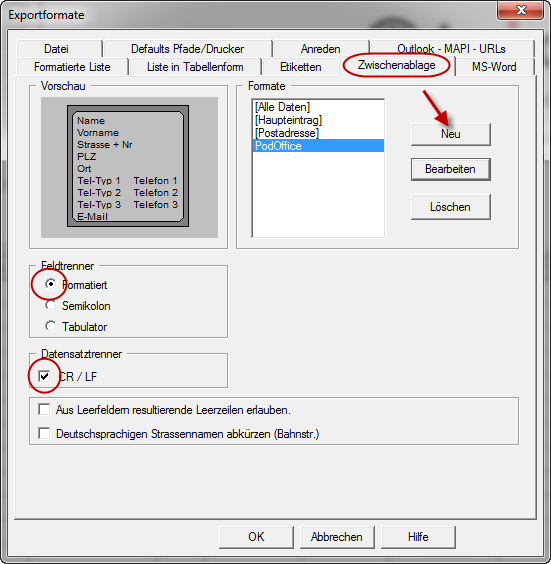 Exportformate
Datei
Defaults Pfade/Drucker
Anreden
Outlook - MAPI - URLs
Formatierte Liste
Liste in Tabellenform
Etiketten
Zwischenablage
MS-Word
Vorschau
Name
Vorname
Strasse + Nr
PLZ
Ort
Tel-Typ 1 Telefon 1
Tel-Typ 2 Telefon 2
Tel-Typ 3 Telefon 3
E-Mail
Formate
[Alle Daten]
[Haupteintrag]
[Postadresse]
PodOffice
Neu
Bearbeiten
Löschen
Feldtrenner
Formatiert
Semikolon
Tabulator
Datensatztrenner
CR / LF
Aus Leerfeldern resultierende Leerzeilen erlauben.
Deutschsprachigen Strassennamen abkürzen (Bahnstr.)
OK
Abbrechen
Hilfe